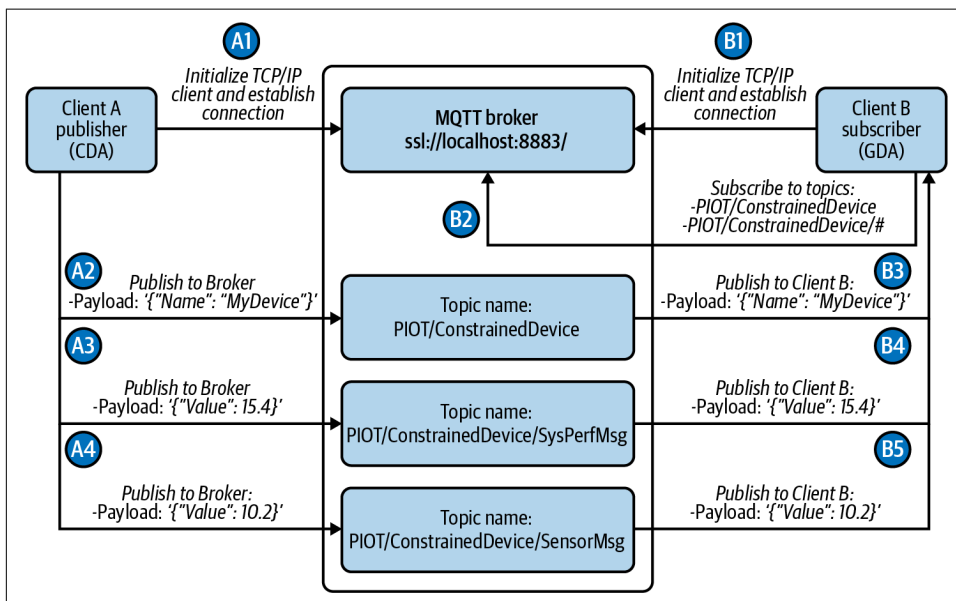 A1
B1
Initialize TCP/IP
client and establish
connection
Initialize TCP/IP
client and establish
connection
Client A
publisher
(CDA)
MQTT broker
ssl://localhost:8883/
Client B
subscriber
(GDA)
B2
Subscribe to topics:
-PIOT/ConstrainedDevice
-PIOT/ConstrainedDevice/#
A2
Publish to Broker
-Payload: '{"Name": “MyDevice"}'
Topic name:
PIOT/ConstrainedDevice
B3
Publish to Client B:
-Payload: '{"Name": “MyDevice"}'
A3
Publish to Broker
-Payload: '{"Value": 15.4}'
Topic name:
PIOT/ConstrainedDevice/SysPerfMsg
B4
Publish to Client B:
-Payload: '{"Value": 15.4}'
A4
Publish to Broker:
-Payload: '{"Value": 10.2}'
Topic name:
PIOT/ConstrainedDevice/SensorMsg
B5
Publish to Client B:
-Payload: '{"Value": 10.2}'